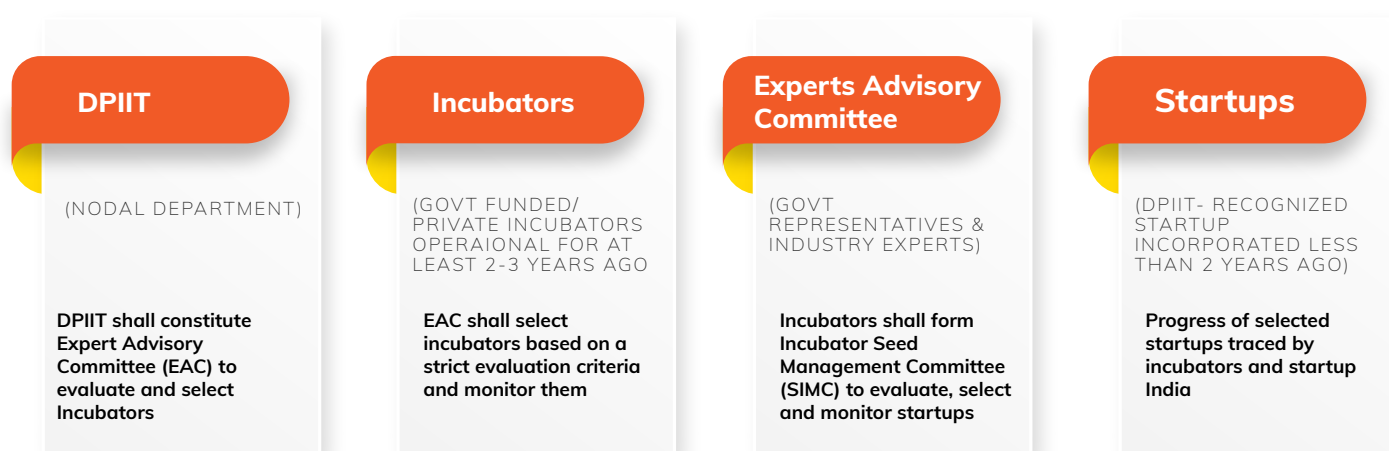 DPIIT
(NODAL DEPARTMENT)
DPIIT shall constitute
Expert Advisory
Committee (EAC) to
evaluate and select
Incubators
Incubators
(GOVT FUNDED/
PRIVATE INCUBATORS
OPERAIONAL FOR AT
LEAST 2-3 YEARS AGO
EAC shall select
incubators based on a
strict evaluation criteria
and monitor them
Experts Advisory
Committee
(GOVT
REPRESENTATIVES &
INDUSTRY EXPERTS)
Incubators shall form
Incubator Seed
Management Committee
(SIMC) to evaluate, select
and monitor startups
Startups
(DPIIT- RECOGNIZED
STARTUP
INCORPORATED LESS
THAN 2 YEARS AGO)
Progress of selected
startups traced by
incubators and startup
India